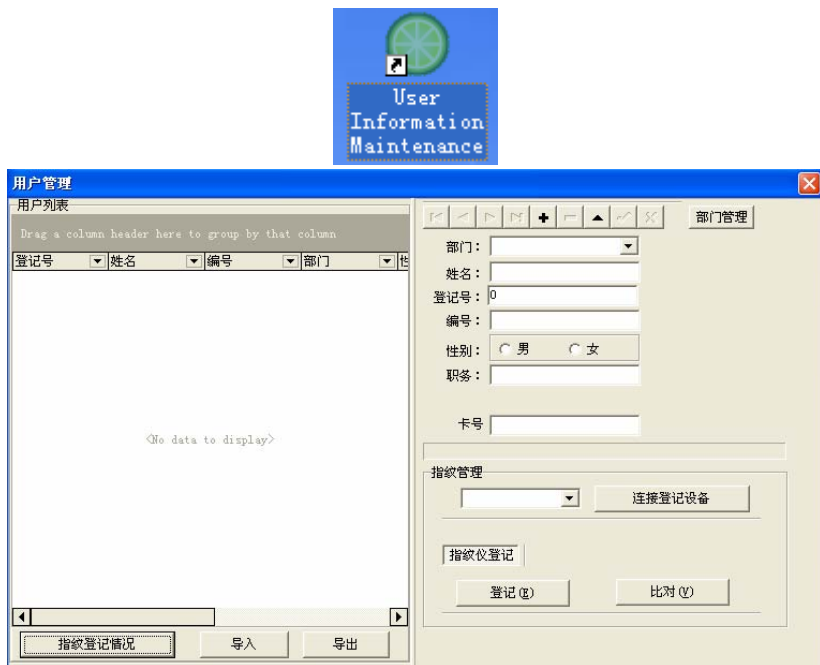 User
Information
Maintenance
用户管理
用户列表
Drag a column header here to group by that column
登记号 姓名 编号 部门 性
<No data to display>
指纹登记情况 导入 导出
部门管理
部门：
姓名：
登记号： 0
编号：
性别： 男 女
职务：
卡号
指纹管理
连接登记设备
指纹仪登记
登记(E) 比对(V)